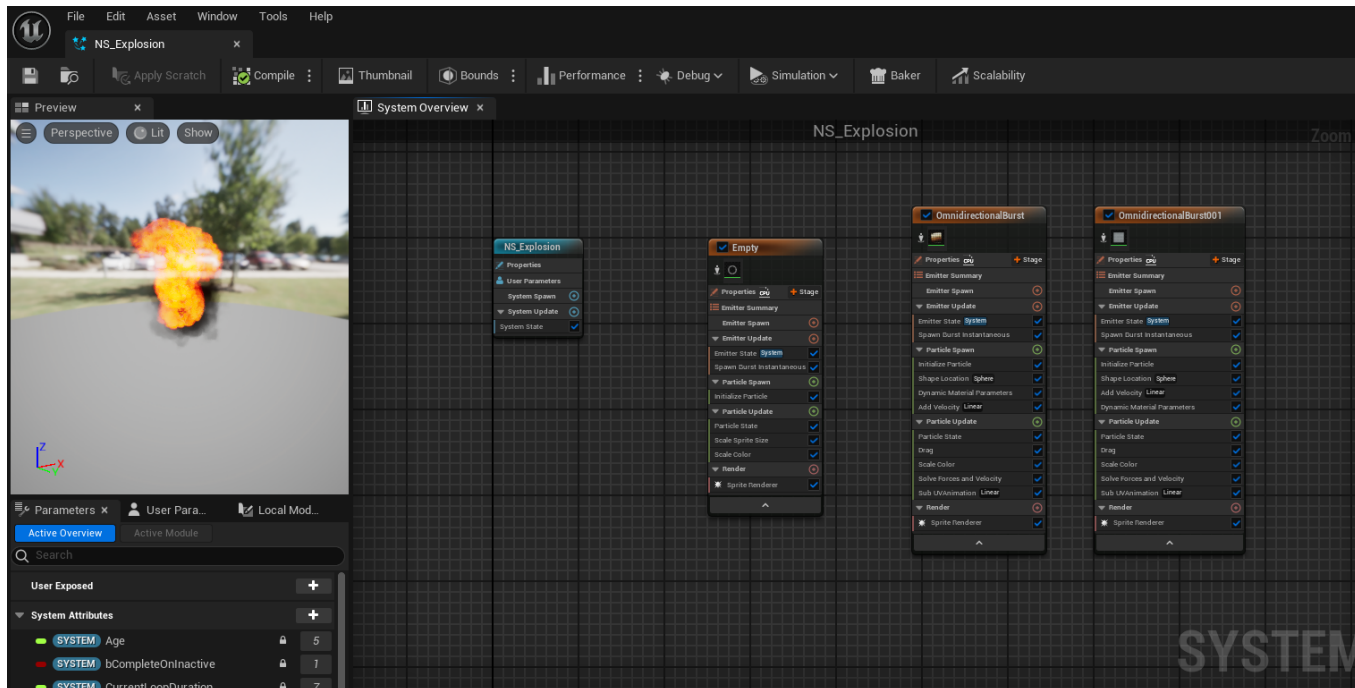 File Edit Asset Window Tools Help
NS_Explosion
Apply Scratch Compile Thumbnail Bounds Performance Debug Simulation Baker Scalability
Preview
System Overview
Perspective Lit Show
NS_Explosion
Zoom
Z
X
Y
NS_Explosion
Properties
User Parameters
System Spawn
System Update
System State
Empty
Properties CPU Stage
Emitter Summary
Emitter Spawn
Emitter Update
Emitter State System
Spawn Burst Instantaneous
Particle Spawn
Initialize Particle
Particle Update
Particle State
Scale Sprite Size
Scale Color
Render
Sprite Renderer
OmnidirectionalBurst
Properties CPU Stage
Emitter Summary
Emitter Spawn
Emitter Update
Emitter State System
Spawn Burst Instantaneous
Particle Spawn
Initialize Particle
Shape Location Sphere
Dynamic Material Parameters
Add Velocity Linear
Particle Update
Particle State
Drag
Scale Color
Solve Forces and Velocity
Sub UVAnimation Linear
Render
Sprite Renderer
OmnidirectionalBurst001
Properties CPU Stage
Emitter Summary
Emitter Spawn
Emitter Update
Emitter State System
Spawn Burst Instantaneous
Particle Spawn
Initialize Particle
Shape Location Sphere
Add Velocity Linear
Dynamic Material Parameters
Particle Update
Particle State
Drag
Scale Color
Solve Forces and Velocity
Sub UVAnimation Linear
Render
Sprite Renderer
Parameters User Para... Local Mod...
Active Overview Active Module
Search
User Exposed
System Attributes
SYSTEM Age 5
SYSTEM bCompleteOnInactive 1
SYSTEM CurrentLoopDuration 7
SYSTEM